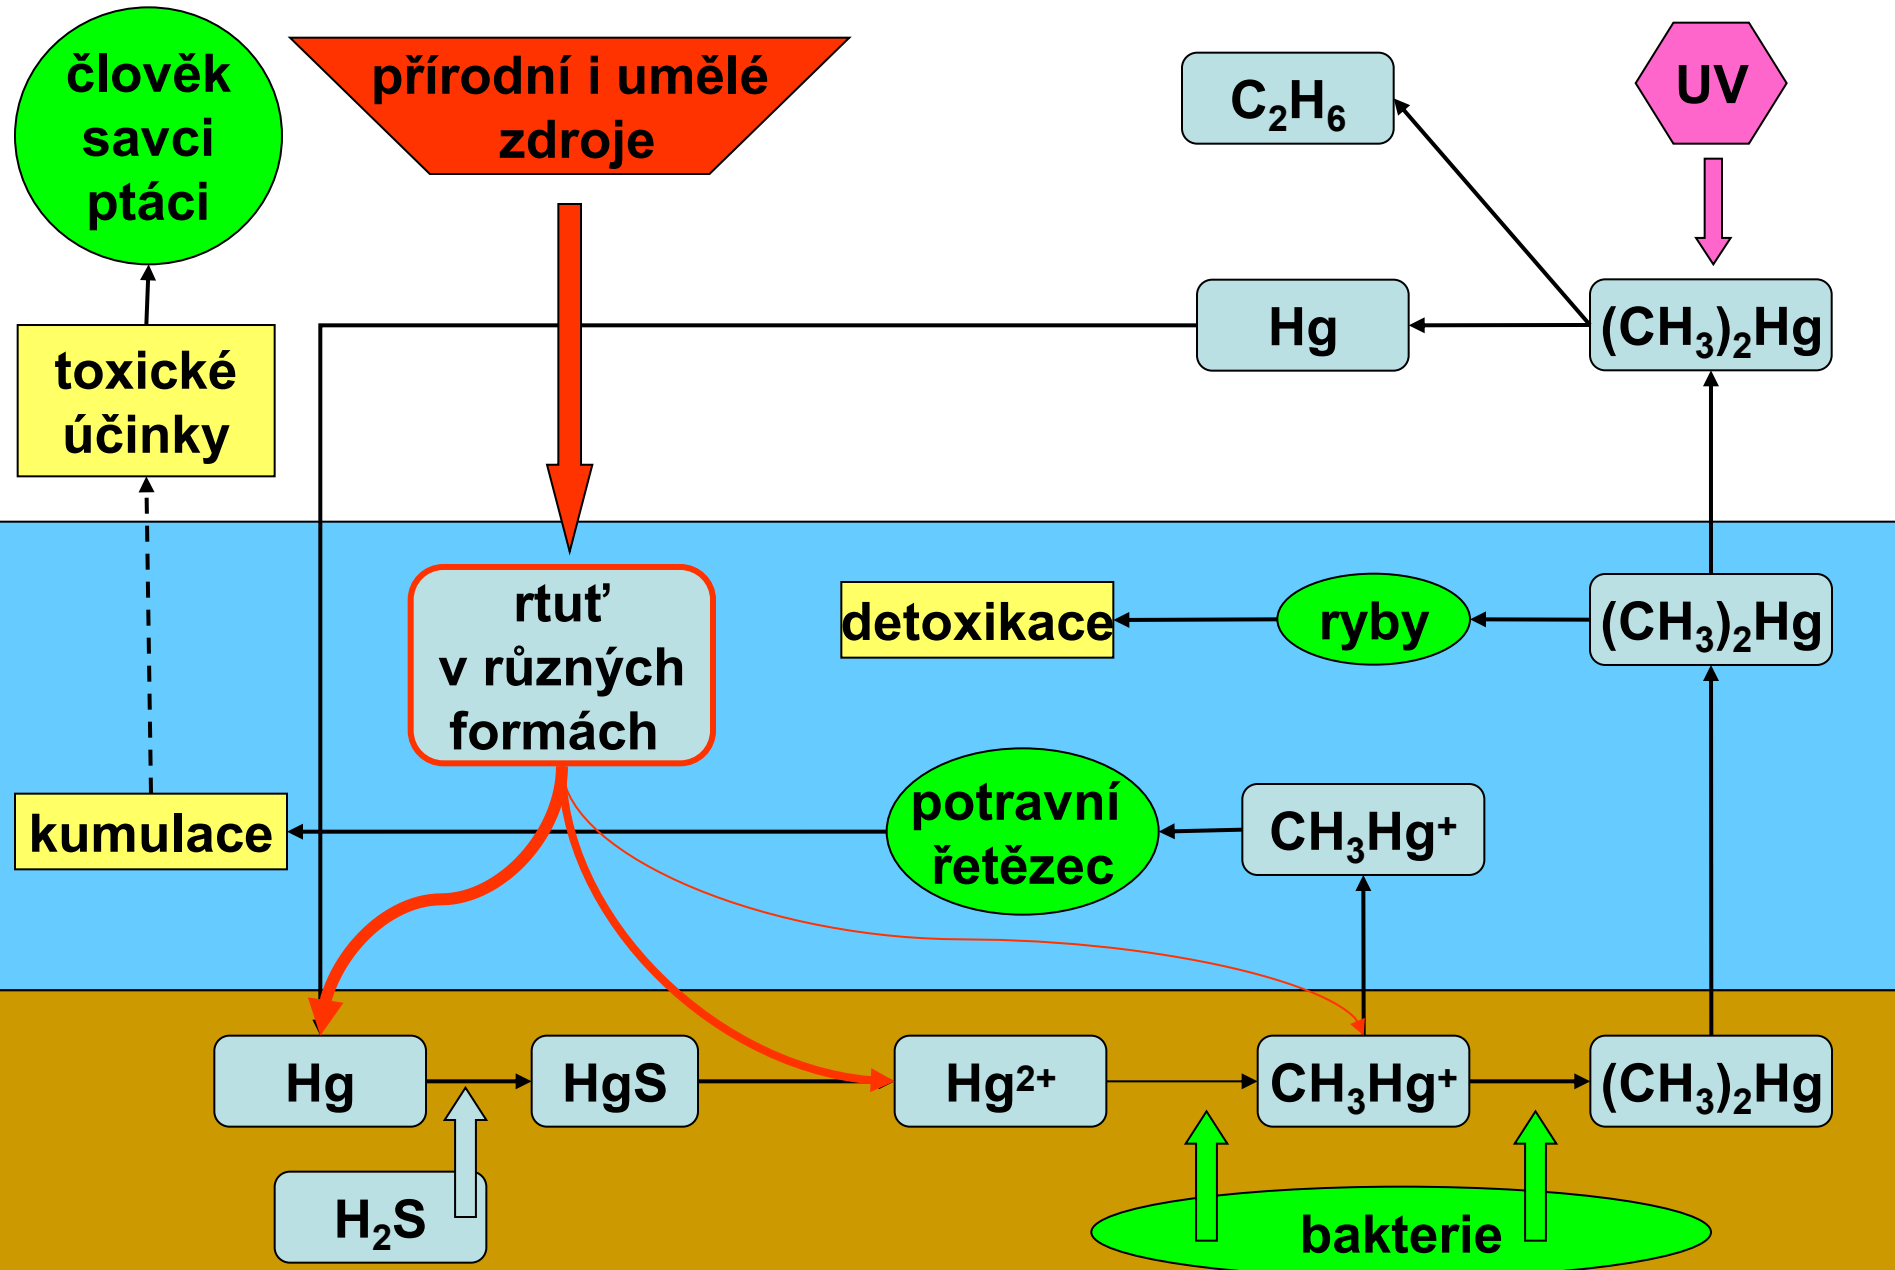 člověk
savci
ptáci
přírodní i umělé
zdroje
C₂H₆
UV
toxické
účinky
Hg
(CH₃)₂Hg
rtuť
v různých
formách
detoxikace
ryby
(CH₃)₂Hg
kumulace
potravní
řetězec
CH₃Hg⁺
Hg
HgS
Hg²⁺
CH₃Hg⁺
(CH₃)₂Hg
H₂S
bakterie